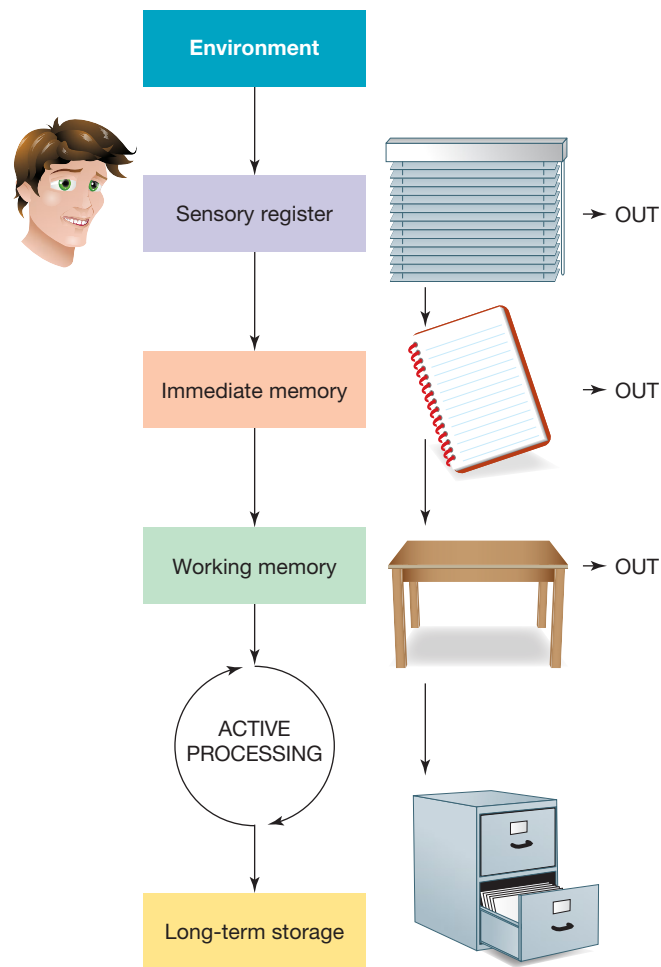 Environment
Sensory register
OUT
Immediate memory
OUT
Working memory
OUT
ACTIVE
PROCESSING
Long-term storage